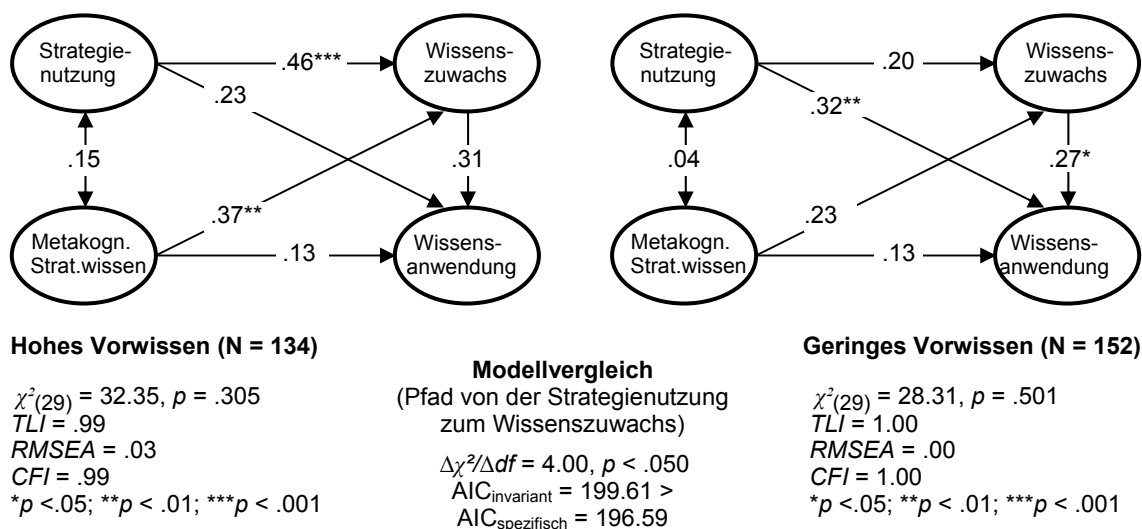 Strategie-
nutzung
.46***
Wissens-
zuwachs
.23
.15
.31
.37**
Metakogn.
Strat.wissen
.13
Wissens-
anwendung
Strategie-
nutzung
.20
Wissens-
zuwachs
.32**
.04
.27*
.23
Metakogn.
Strat.wissen
.13
Wissens-
anwendung
Hohes Vorwissen (N = 134)
χ²(29) = 32.35, p = .305
TLI = .99
RMSEA = .03
CFI = .99
*p <.05; **p < .01; ***p < .001
Modellvergleich
(Pfad von der Strategienutzung
zum Wissenszuwachs)
Δχ²/Δdf = 4.00, p < .050
AICinvariant = 199.61 >
AICspezifisch = 196.59
Geringes Vorwissen (N = 152)
χ²(29) = 28.31, p = .501
TLI = 1.00
RMSEA = .00
CFI = 1.00
*p <.05; **p < .01; ***p < .001